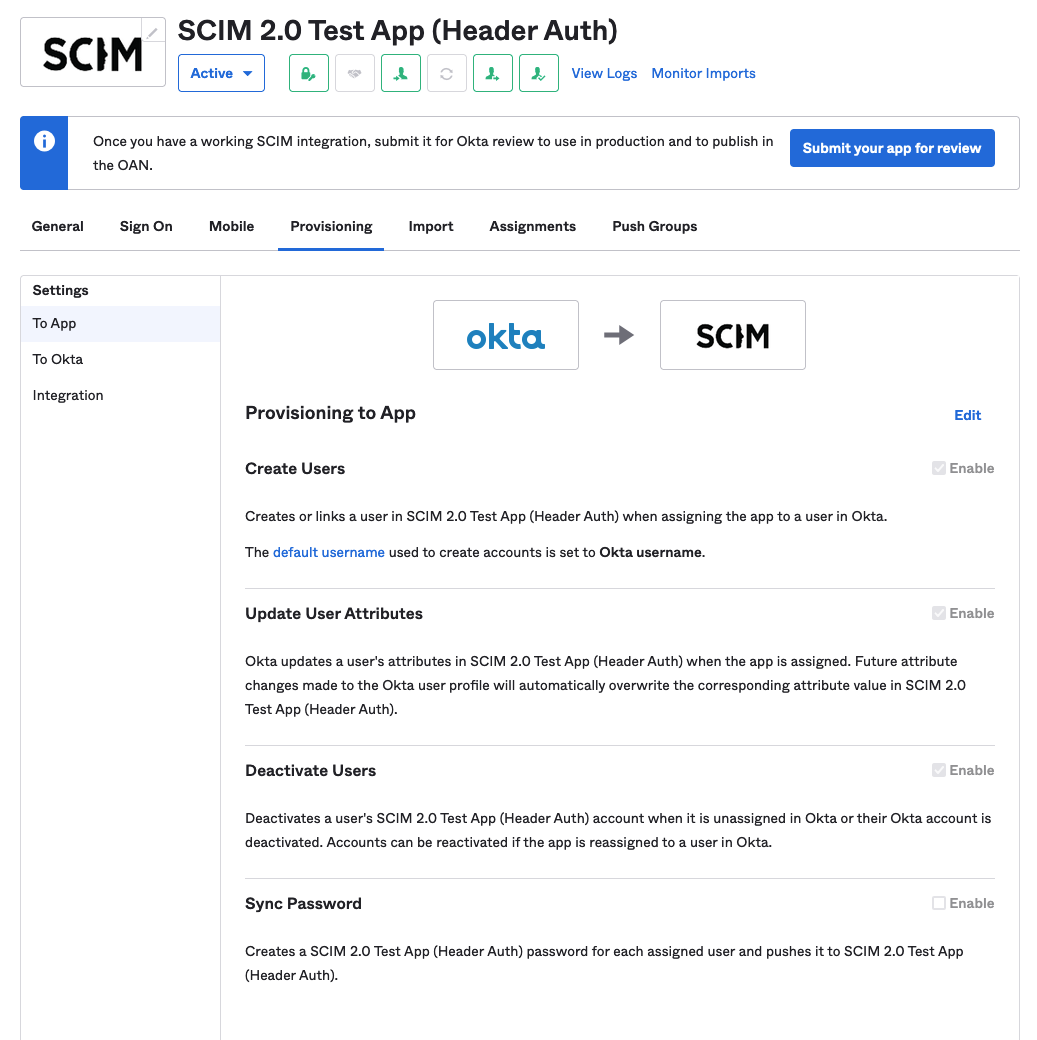 SCIM
SCIM 2.0 Test App (Header Auth)
Active
View Logs
Monitor Imports
Once you have a working SCIM integration, submit it for Okta review to use in production and to publish in
the OAN.
Submit your app for review
General
Sign On
Mobile
Provisioning
Import
Assignments
Push Groups
Settings
To App
To Okta
Integration
okta
SCIM
Provisioning to App
Edit
Create Users
Enable
Creates or links a user in SCIM 2.0 Test App (Header Auth) when assigning the app to a user in Okta.
The default username used to create accounts is set to Okta username.
Update User Attributes
Enable
Okta updates a user's attributes in SCIM 2.0 Test App (Header Auth) when the app is assigned. Future attribute
changes made to the Okta user profile will automatically overwrite the corresponding attribute value in SCIM 2.0
Test App (Header Auth).
Deactivate Users
Enable
Deactivates a user's SCIM 2.0 Test App (Header Auth) account when it is unassigned in Okta or their Okta account is
deactivated. Accounts can be reactivated if the app is reassigned to a user in Okta.
Sync Password
Enable
Creates a SCIM 2.0 Test App (Header Auth) password for each assigned user and pushes it to SCIM 2.0 Test App
(Header Auth).